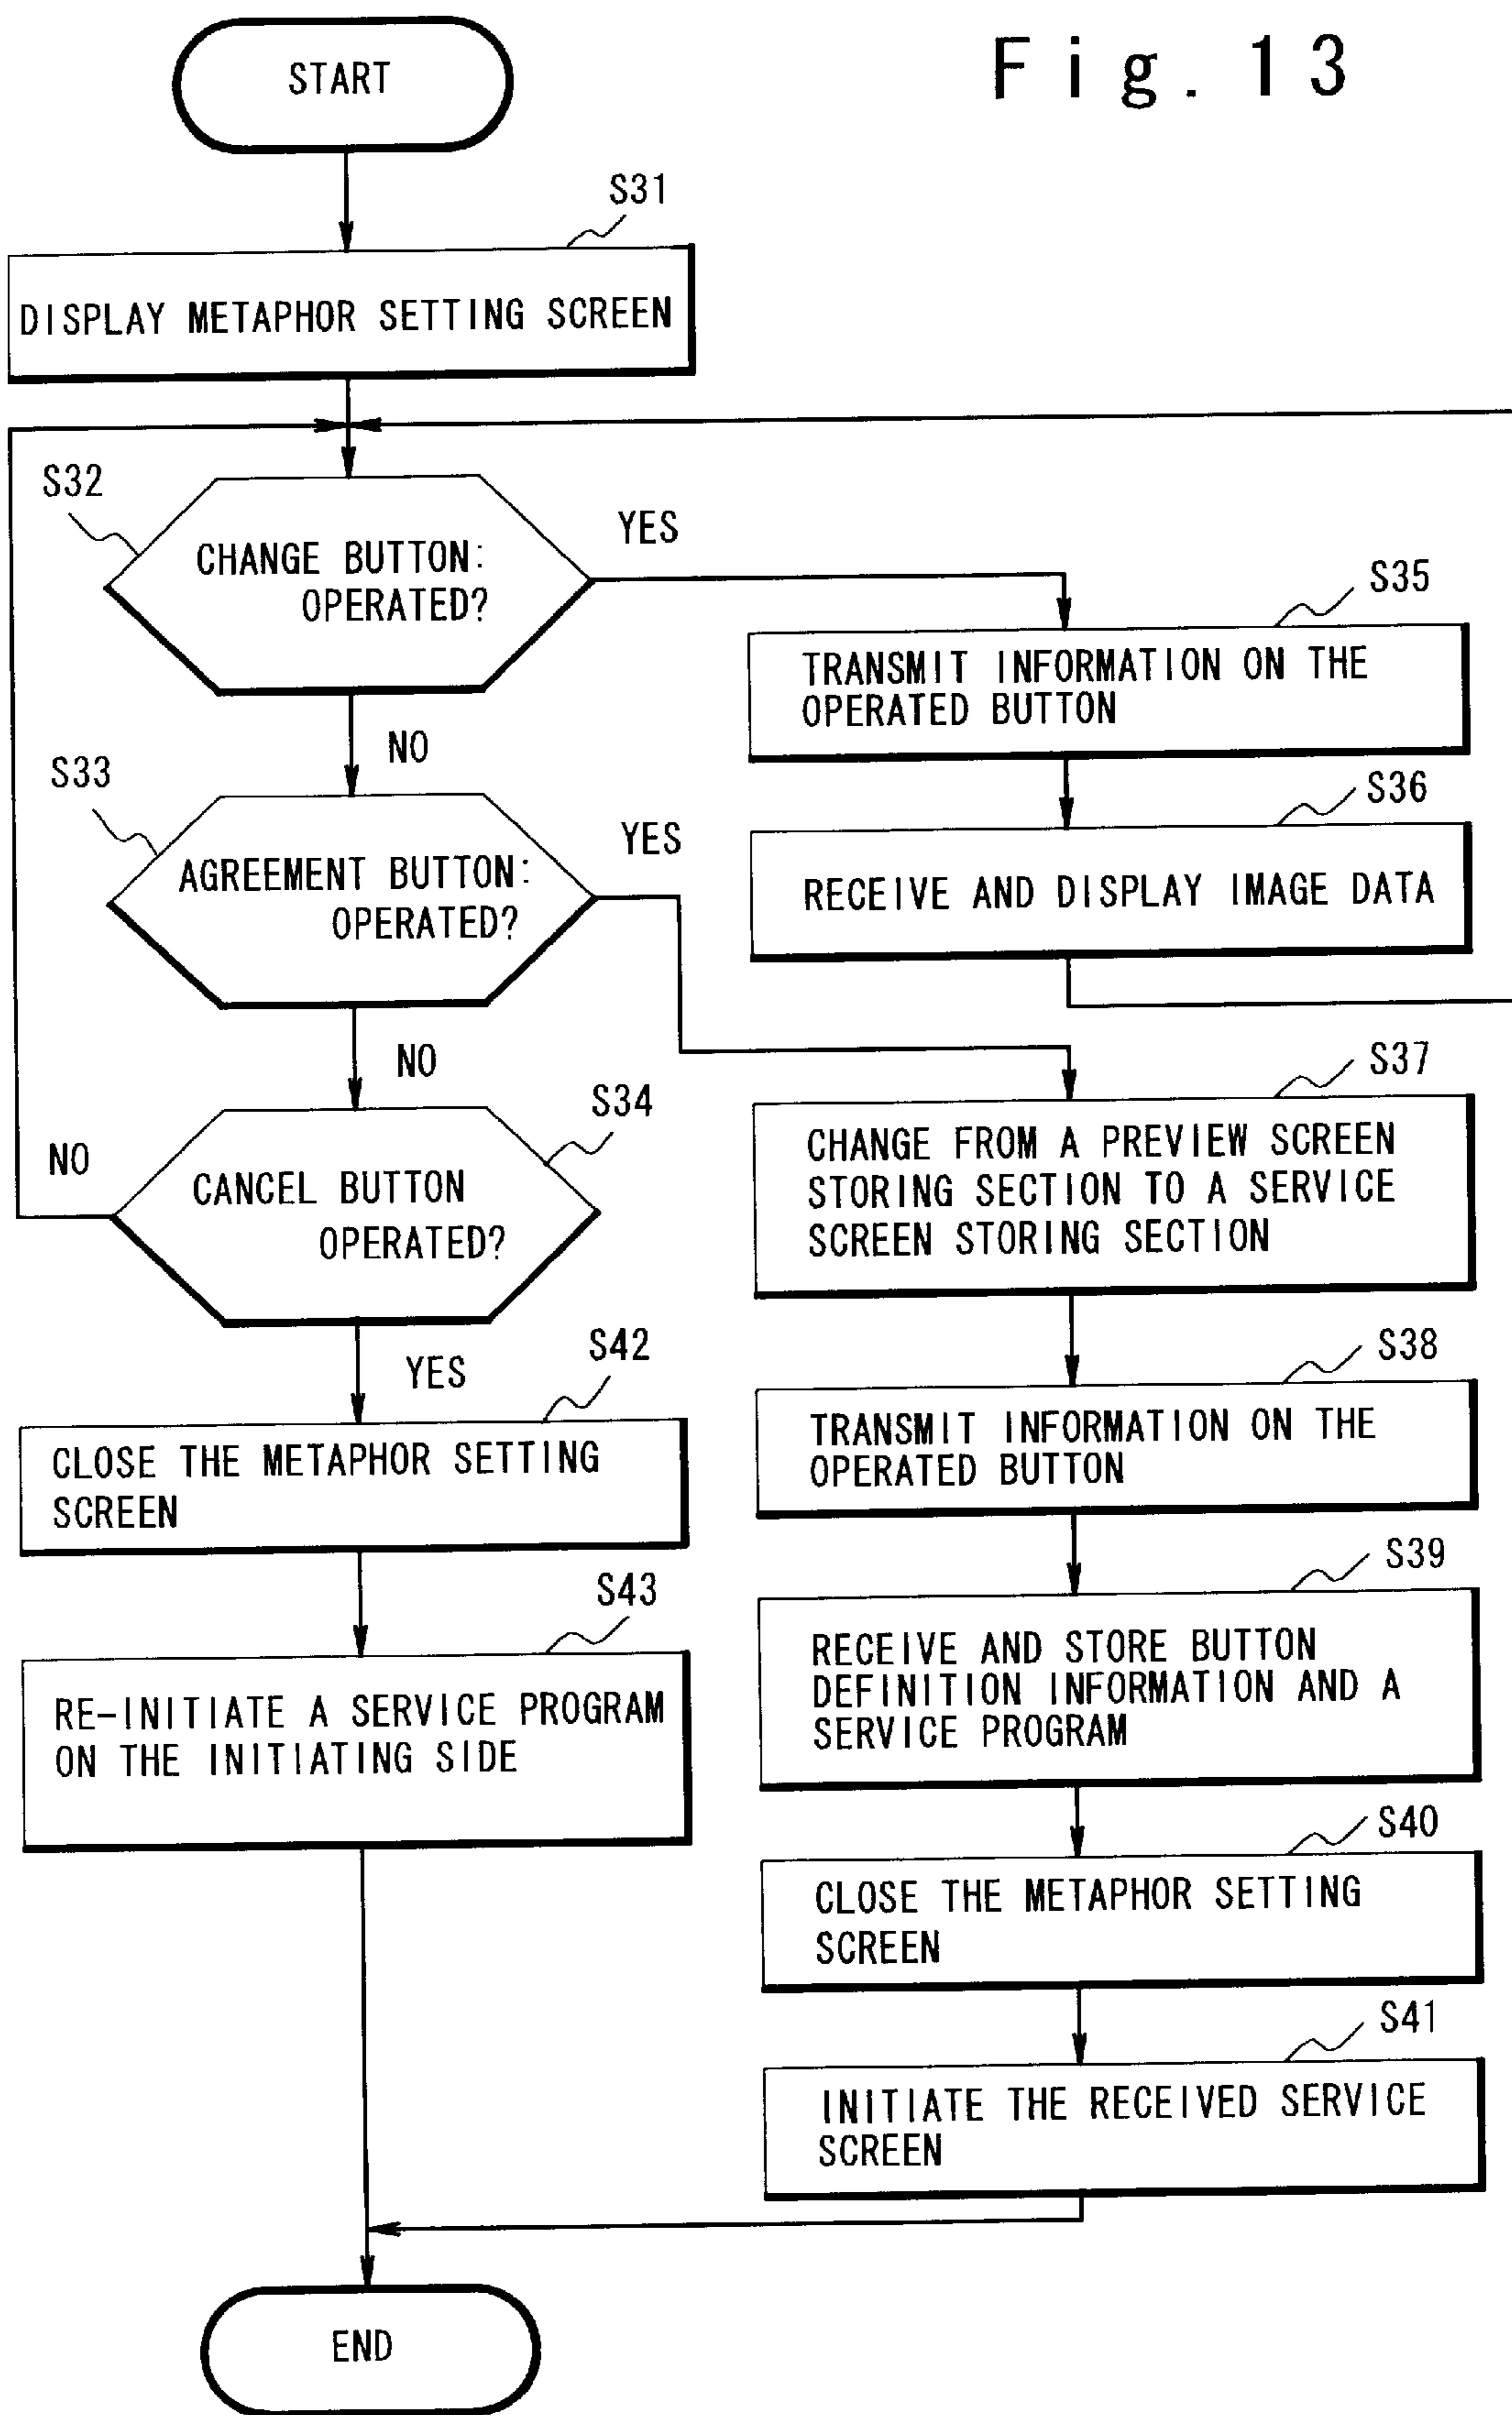 Fig. 13
START
S31
DISPLAY METAPHOR SETTING SCREEN
S32
CHANGE BUTTON:
OPERATED?
YES
NO
S35
TRANSMIT INFORMATION ON THE
OPERATED BUTTON
S36
RECEIVE AND DISPLAY IMAGE DATA
S33
AGREEMENT BUTTON:
OPERATED?
YES
NO
S34
CANCEL BUTTON
OPERATED?
NO
YES
S37
CHANGE FROM A PREVIEW SCREEN
STORING SECTION TO A SERVICE
SCREEN STORING SECTION
S38
TRANSMIT INFORMATION ON THE
OPERATED BUTTON
S39
RECEIVE AND STORE BUTTON
DEFINITION INFORMATION AND A
SERVICE PROGRAM
S40
CLOSE THE METAPHOR SETTING
SCREEN
S41
INITIATE THE RECEIVED SERVICE
SCREEN
S42
CLOSE THE METAPHOR SETTING
SCREEN
S43
RE-INITIATE A SERVICE PROGRAM
ON THE INITIATING SIDE
END